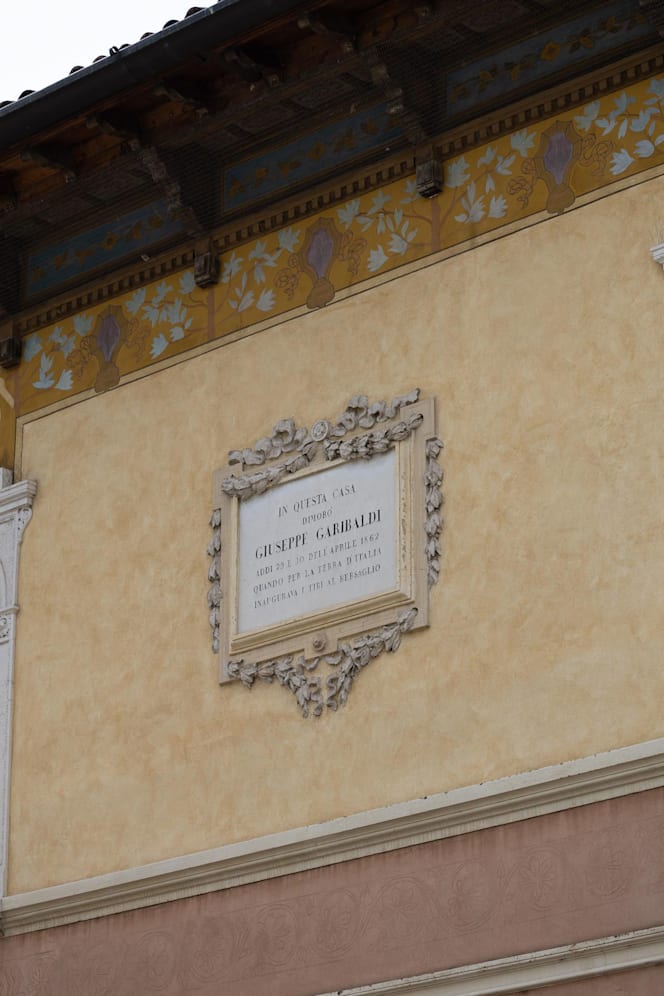 IN QUESTA CASA
DIMORÒ
GIUSEPPE GARIBALDI
ADDI 29 E 30 DELL'APRILE 1862
QUANDO PER LA TERRA D'ITALIA
INAUGURAVA I TIRI AL BERSAGLIO